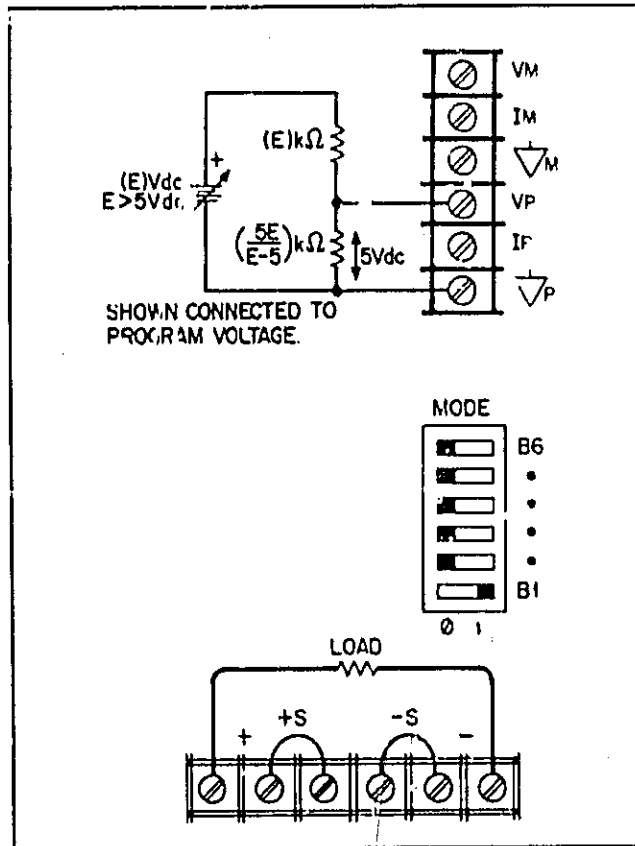 VM
IM
M
(E)kΩ
+
(E)Vdc
E>5Vdc
VP
(5E/E-5)kΩ
5Vdc
IP
P
SHOWN CONNECTED TO
PROGRAM VOLTAGE.
MODE
B6
B1
0 1
LOAD
+ +S -S -